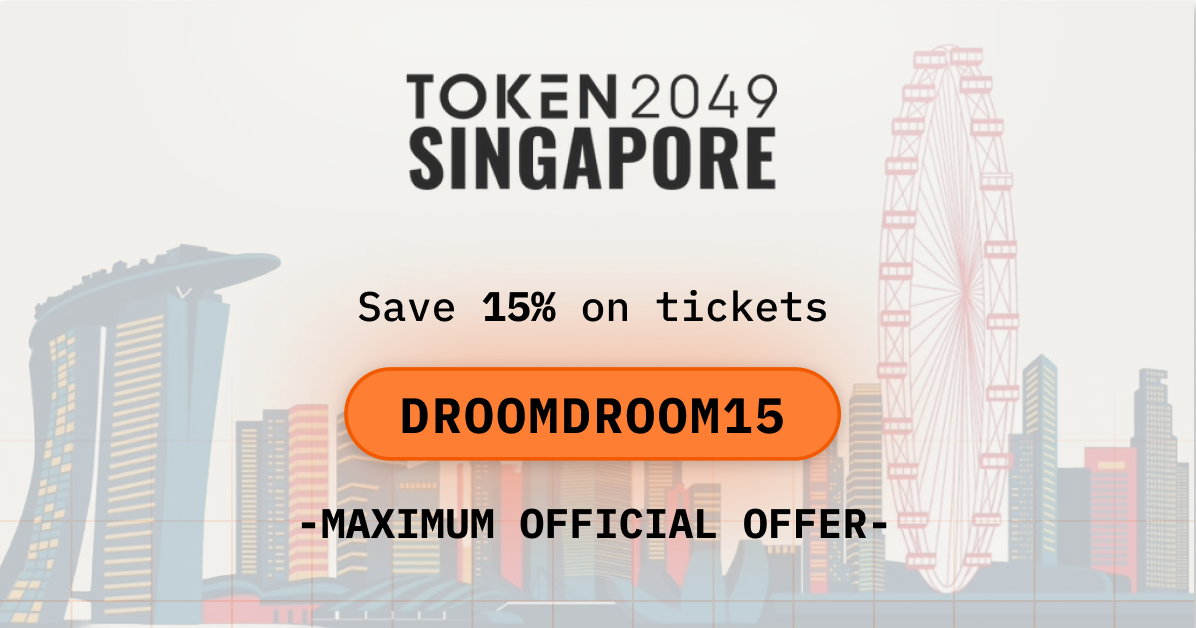 TOKEN2049
SINGAPORE
Save 15% on tickets
DROOMDROOM15
-MAXIMUM OFFICIAL OFFER-